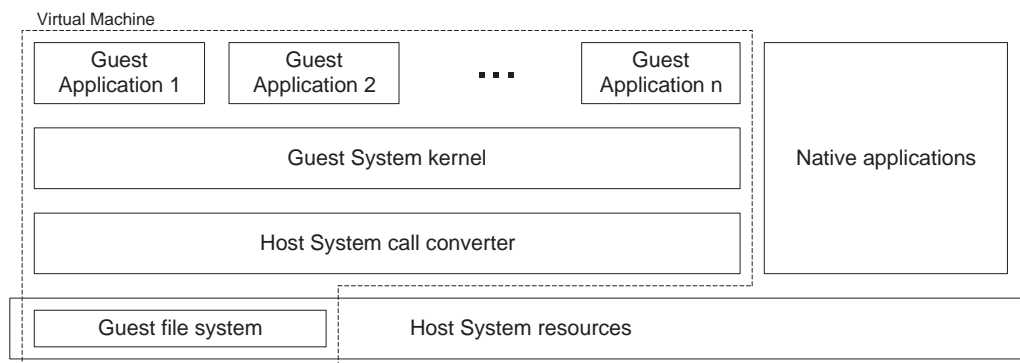 Virtual Machine
Guest
Application 1
Guest
Application 2
...
Guest
Application n
Guest System kernel
Native applications
Host System call converter
Guest file system
Host System resources